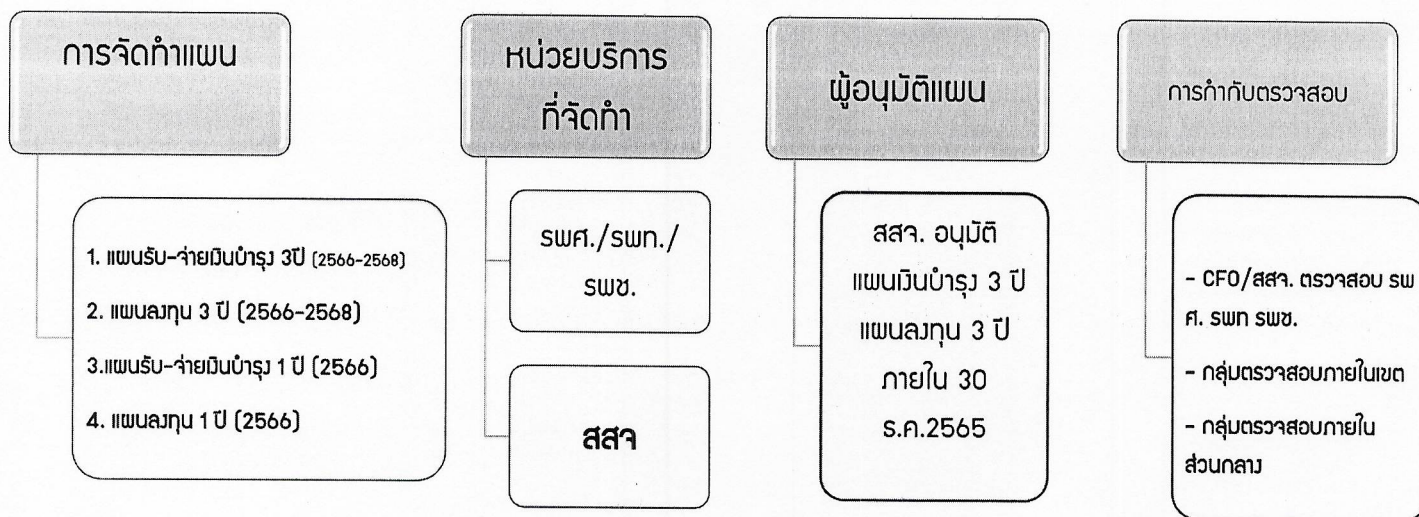 การจัดทำแผน
1. แผนรับ-จ่ายเงินบำรุง 3ปี (2566-2568)
2. แผนลงทุน 3 ปี (2566-2568)
3.แผนรับ-จ่ายเงินบำรุง 1 ปี (2566)
4. แผนลงทุน 1 ปี (2566)
หน่วยบริการ
ที่จัดทำ
รพศ./รพท./
รพช.
สสจ
ผู้อนุมัติแผน
สสจ. อนุมัติ
แผนเงินบำรุง 3 ปี
แผนลงทุน 3 ปี
ภายใน 30
ธ.ค.2565
การกำกับตรวจสอบ
- CFO/สสจ. ตรวจสอบ รพ
ศ. รพท รพช.
- กลุ่มตรวจสอบภายในเขต
- กลุ่มตรวจสอบภายใน
ส่วนกลาง